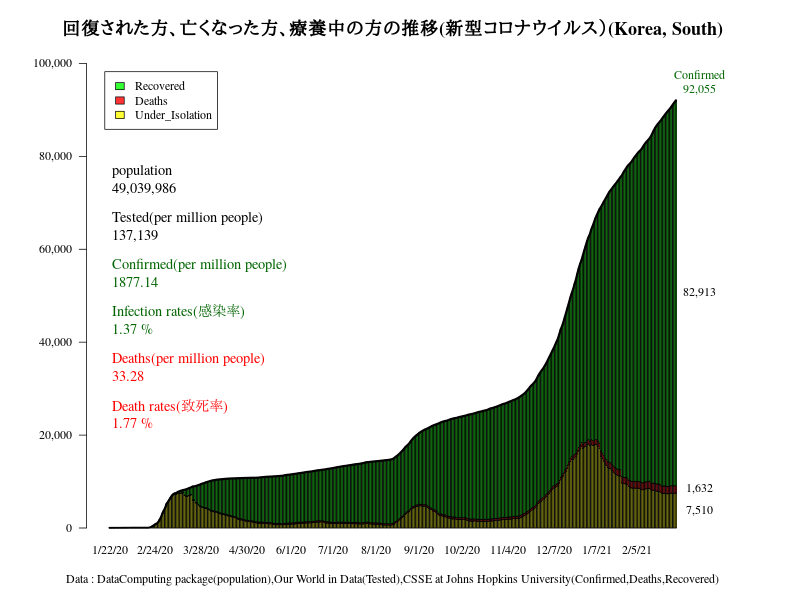 回復された方、亡くなった方、療養中の方の推移(新型コロナウイルス)(Korea, South)
100,000
80,000
60,000
40,000
20,000
0
Recovered
Deaths
Under_Isolation
population
49,039,986
Tested(per million people)
137,139
Confirmed(per million people)
1877.14
Infection rates(感染率)
1.37 %
Deaths(per million people)
33.28
Death rates(致死率)
1.77 %
Confirmed
92,055
82,913
1,632
7,510
1/22/20 2/24/20 3/28/20 4/30/20 6/1/20 7/1/20 8/1/20 9/1/20 10/2/20 11/4/20 12/7/20 1/7/21 2/5/21
Data : DataComputing package(population),Our World in Data(Tested),CSSE at Johns Hopkins University(Confirmed,Deaths,Recovered)